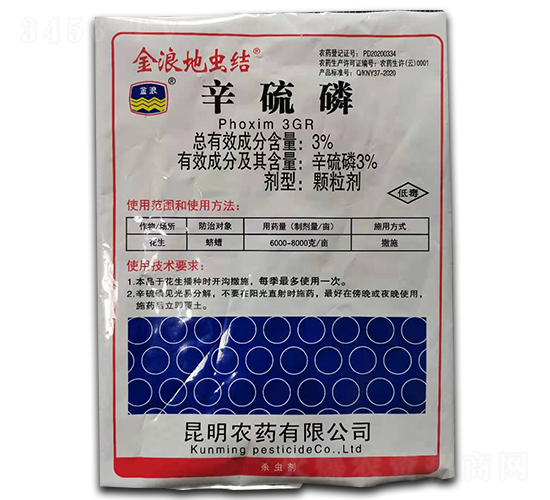 金浪地虫结®
农药登记证号：PD20200334
农药生产许可证编号：农药生许(云)0001
产品标准号：Q/KNY37-2020
金浪
®
辛硫磷
Phoxim 3GR
总有效成分含量：3%
有效成分及其含量：辛硫磷3%
剂型：颗粒剂
低毒
使用范围和使用方法：
作物/场所 防治对象 用药量（制剂量/亩） 施用方式
花生 蛴螬 6000-8000克/亩 撒施
使用技术要求：
1.本品于花生播种时开沟撒施，每季最多使用一次。
2.辛硫磷见光易分解，不要在阳光直射时施药，最好在傍晚或夜晚使用，
施药后立即覆土。
昆明农药有限公司
Kunming pesticideCo.,Ltd
杀虫剂